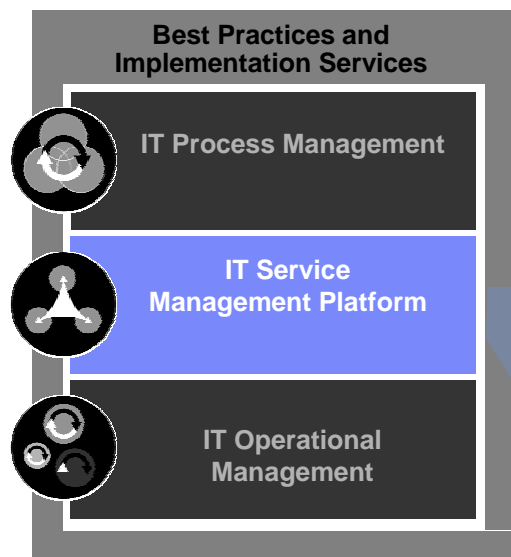 Best Practices and
Implementation Services
IT Process Management
IT Service
Management Platform
IT Operational
Management